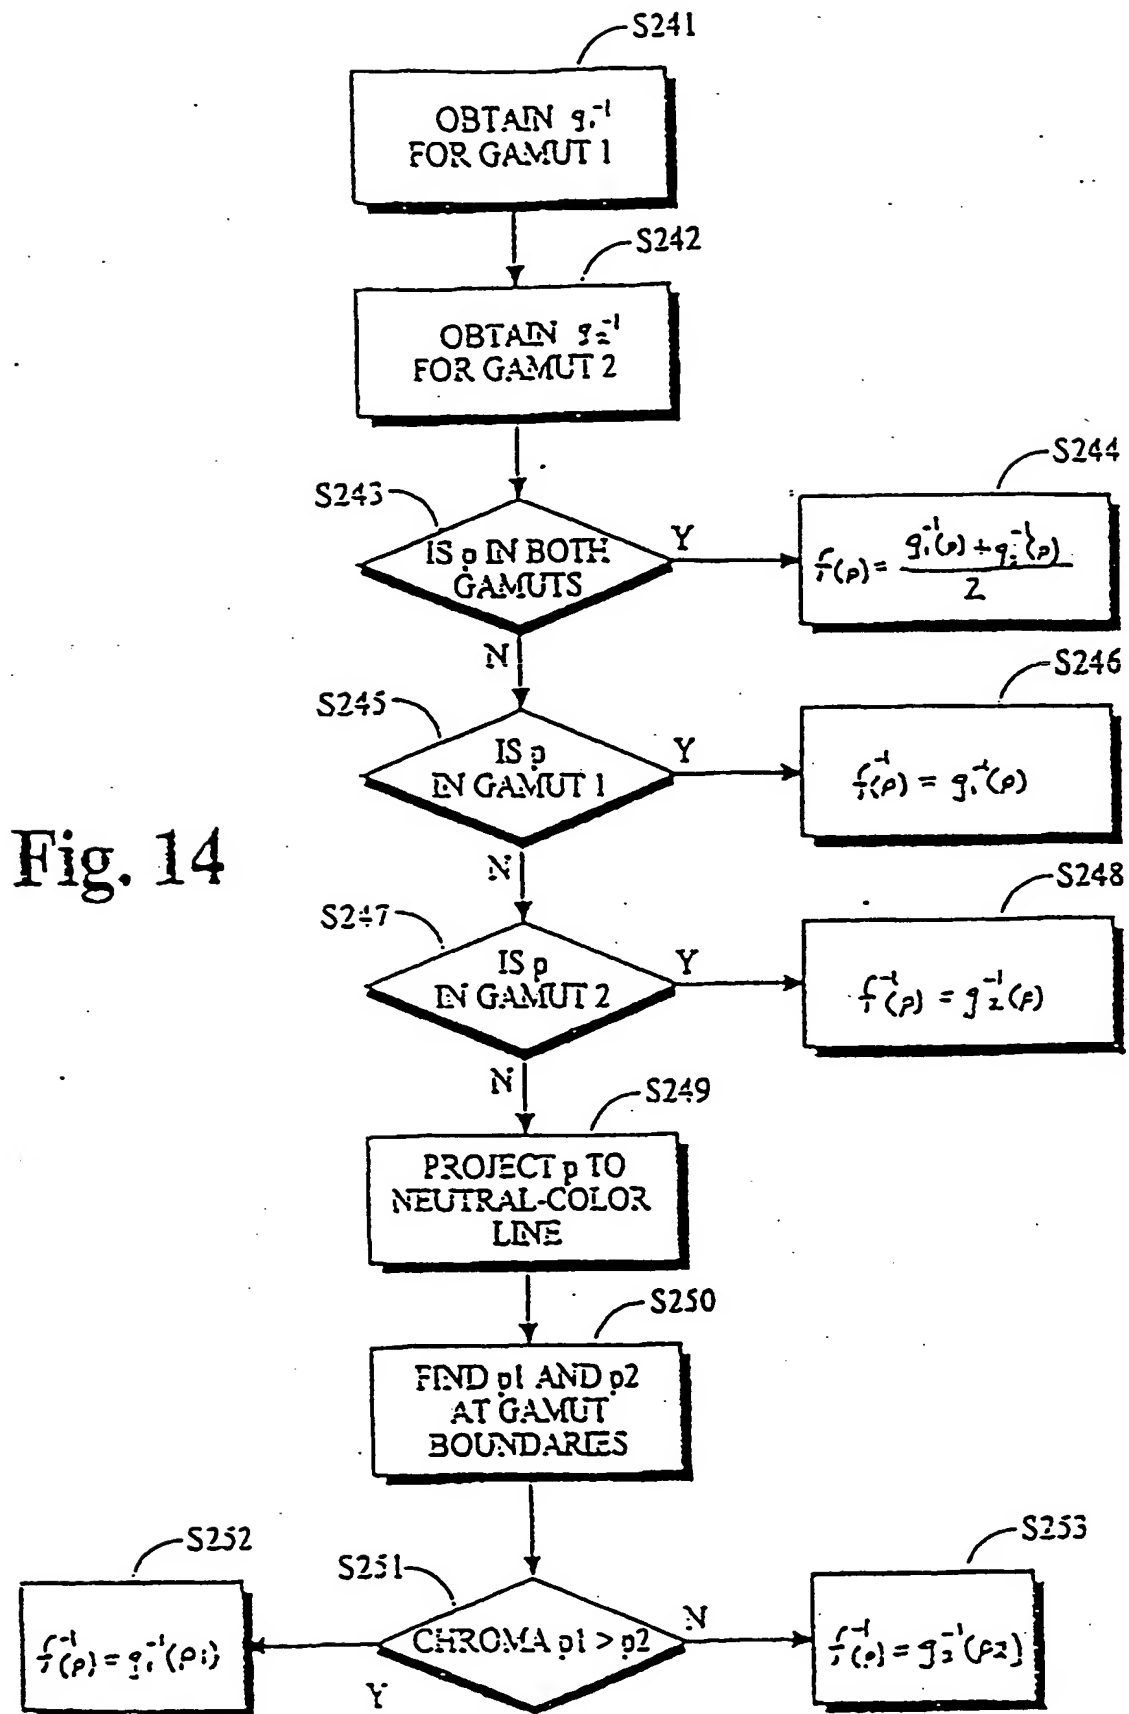 S241
OBTAIN g₁⁻¹
FOR GAMUT 1
S242
OBTAIN g₂⁻¹
FOR GAMUT 2
S243
IS p IN BOTH
GAMUTS
Y
N
S244
f(p) = g₁⁻¹(p) + g₂⁻¹(p)
2
S245
IS p
IN GAMUT 1
Y
N
S246
f⁻¹(p) = g₁⁻¹(p)
Fig. 14
S247
IS p
IN GAMUT 2
Y
N
S248
f⁻¹(p) = g₂⁻¹(p)
S249
PROJECT p TO
NEUTRAL-COLOR
LINE
S250
FIND p1 AND p2
AT GAMUT
BOUNDARIES
S251
CHROMA p1 > p2
Y
N
S252
f⁻¹(p) = g₁⁻¹(p1)
S253
f⁻¹(p) = g₂⁻¹(p2)